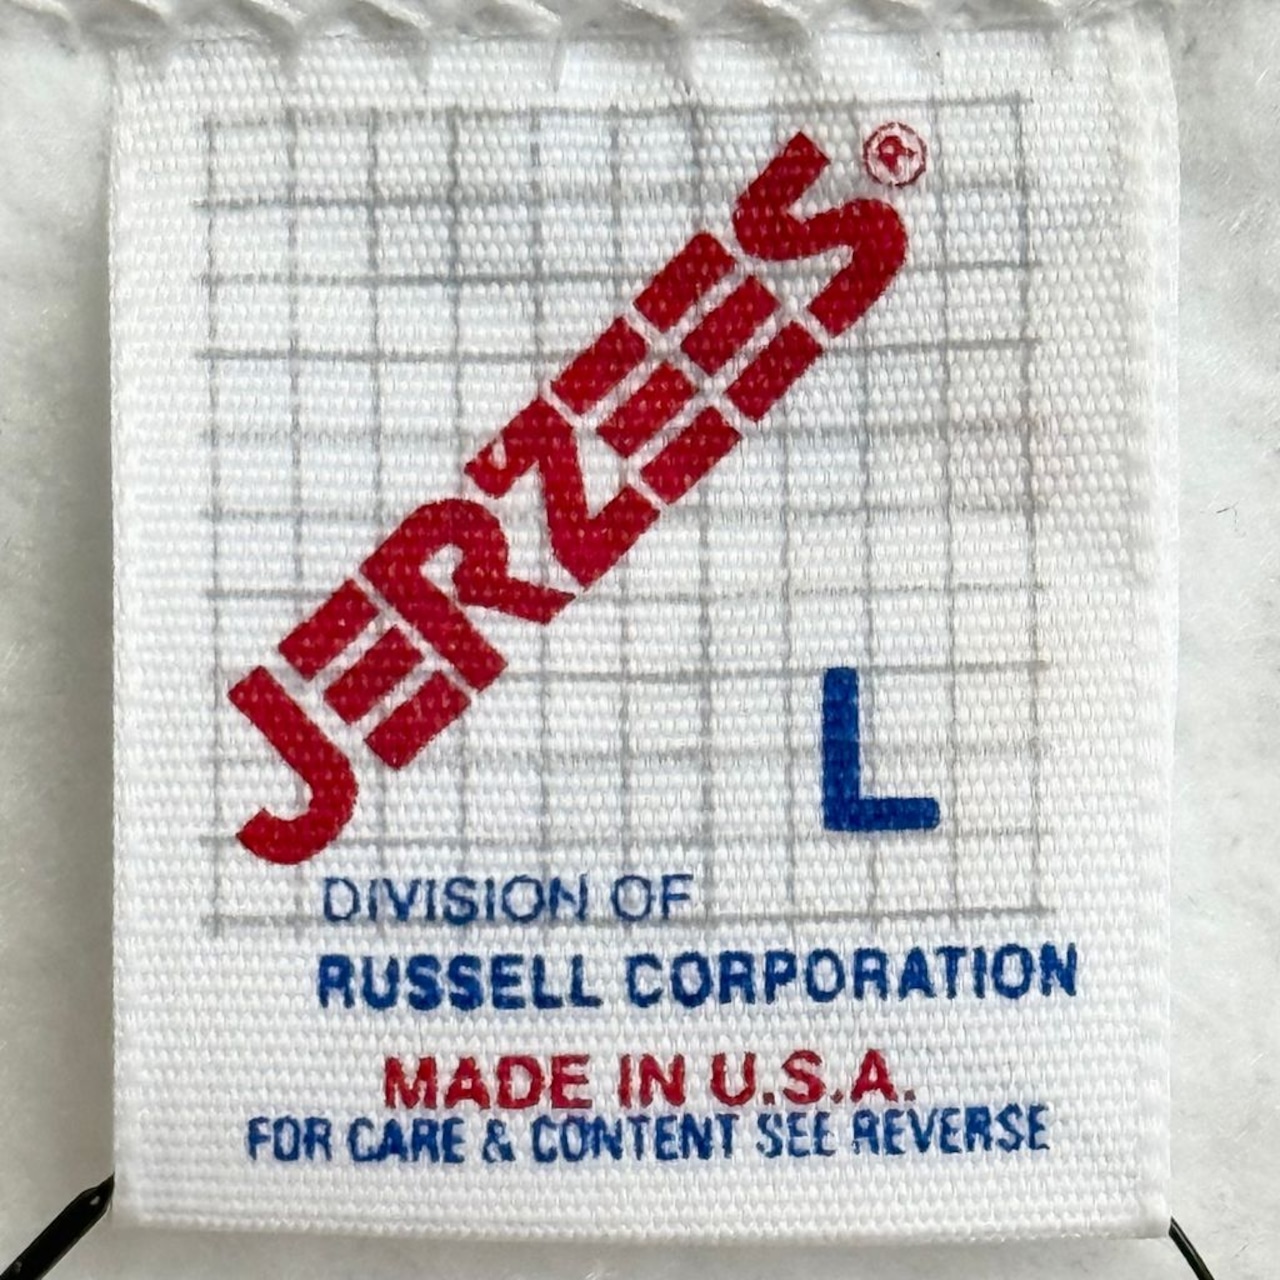 JERZEES®
L
DIVISION OF
RUSSELL CORPORATION
MADE IN U.S.A.
FOR CARE & CONTENT SEE REVERSE